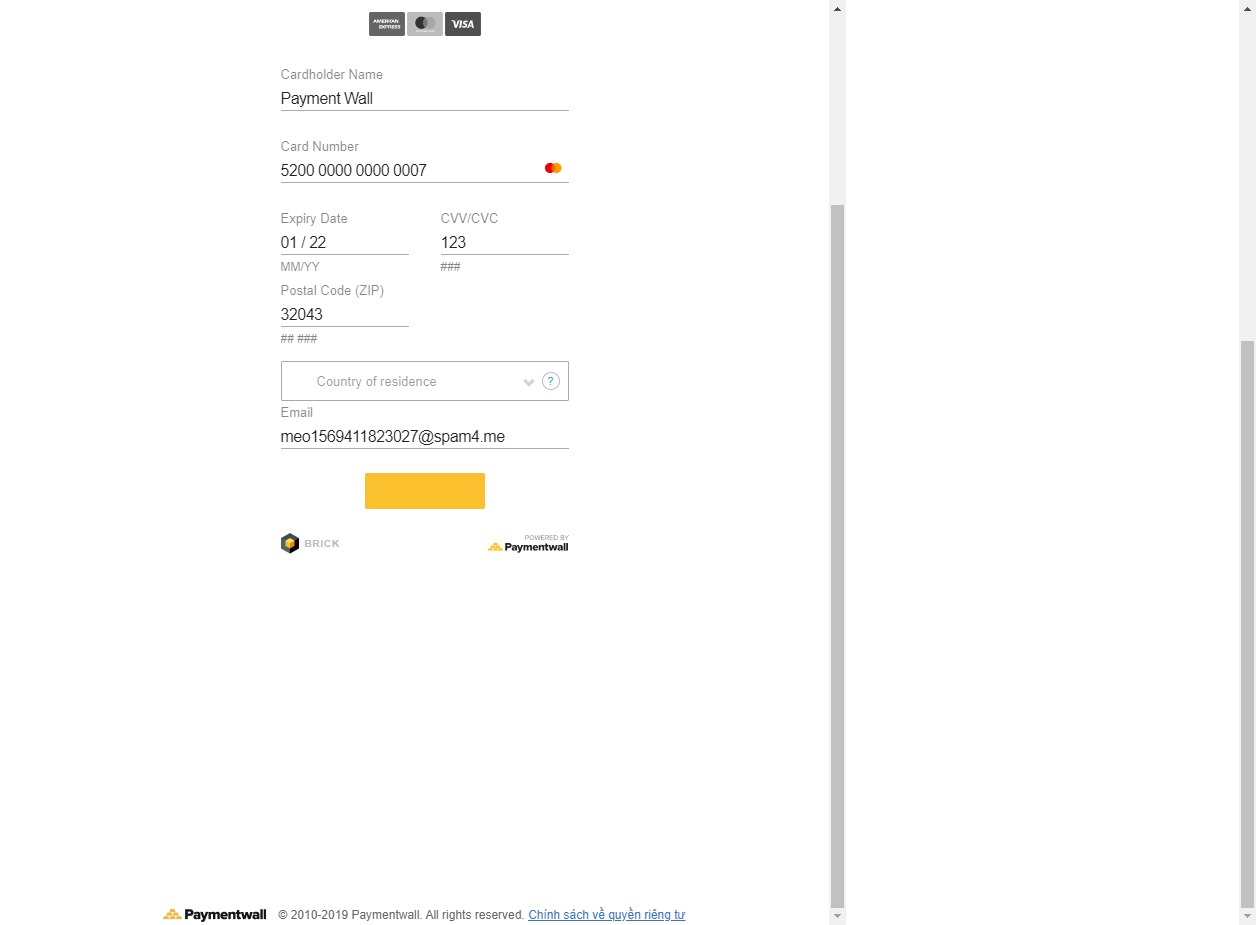 AMERICAN
EXPRESS
VISA
Cardholder Name
Payment Wall
Card Number
5200 0000 0000 0007
Expiry Date
CVV/CVC
01 / 22
123
MM/YY
###
Postal Code (ZIP)
32043
## ###
Country of residence
?
Email
meo1569411823027@spam4.me
BRICK
POWERED BY
Paymentwall
Paymentwall © 2010-2019 Paymentwall. All rights reserved. Chính sách về quyền riêng tư